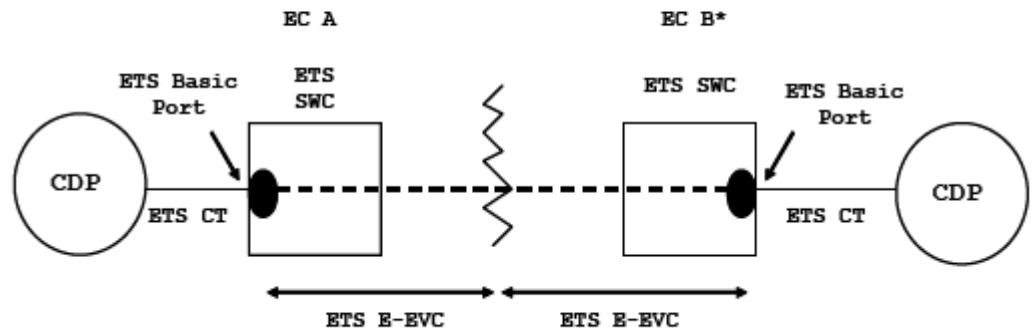 EC A
EC B*
ETS Basic
Port
ETS
SWC
ETS SWC
ETS Basic
Port
CDP
CDP
ETS CT
ETS CT
ETS E-EVC
ETS E-EVC